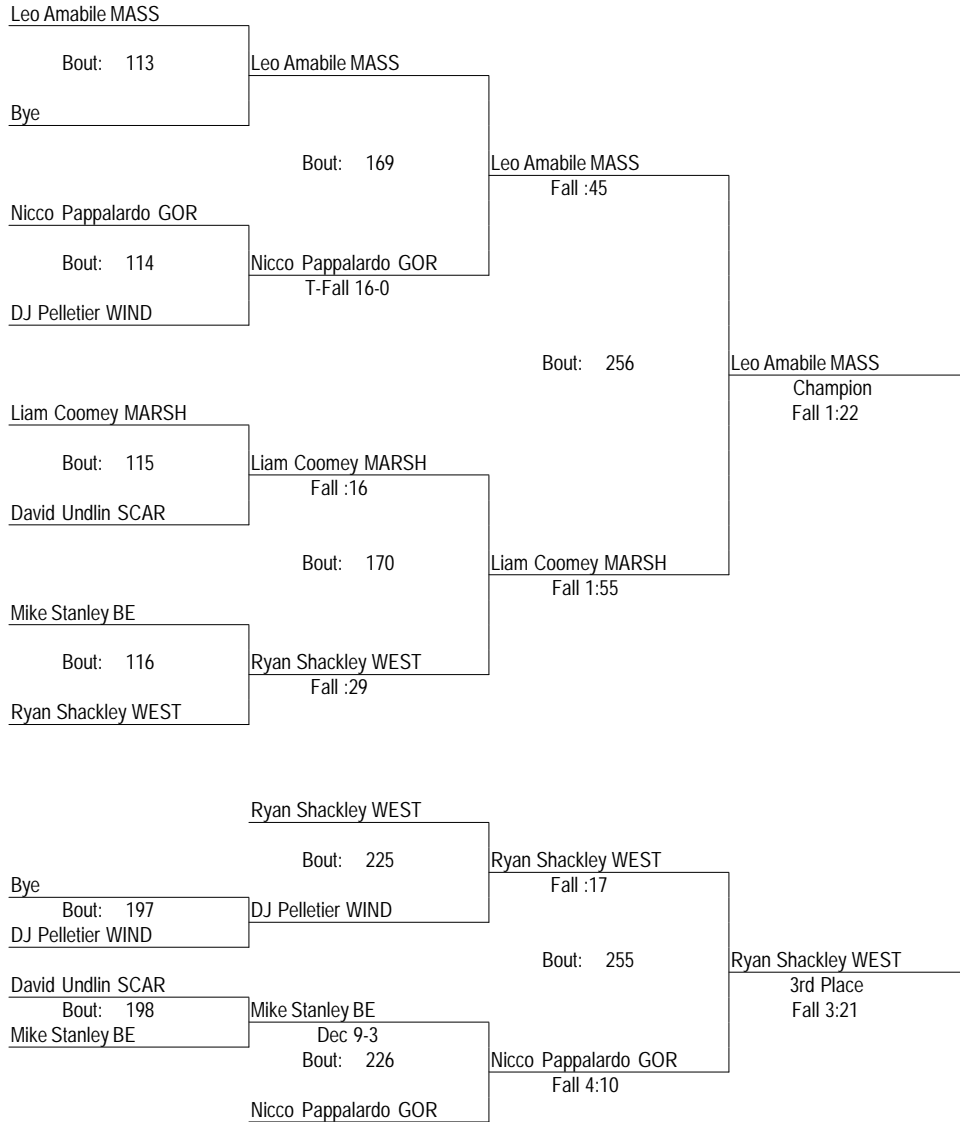 Leo Amabile MASS
Bout: 113
Leo Amabile MASS
Bye
Bout: 169
Leo Amabile MASS
Fall :45
Nicco Pappalardo GOR
Bout: 114
Nicco Pappalardo GOR
T-Fall 16-0
DJ Pelletier WIND
Bout: 256
Leo Amabile MASS
Champion
Fall 1:22
Liam Coomey MARSH
Bout: 115
Liam Coomey MARSH
Fall :16
David Undlin SCAR
Bout: 170
Liam Coomey MARSH
Fall 1:55
Mike Stanley BE
Bout: 116
Ryan Shackley WEST
Fall :29
Ryan Shackley WEST
Ryan Shackley WEST
Bout: 225
Ryan Shackley WEST
Fall :17
Bye
Bout: 197
DJ Pelletier WIND
DJ Pelletier WIND
Bout: 255
Ryan Shackley WEST
3rd Place
Fall 3:21
David Undlin SCAR
Bout: 198
Mike Stanley BE
Mike Stanley BE
Dec 9-3
Bout: 226
Nicco Pappalardo GOR
Fall 4:10
Nicco Pappalardo GOR